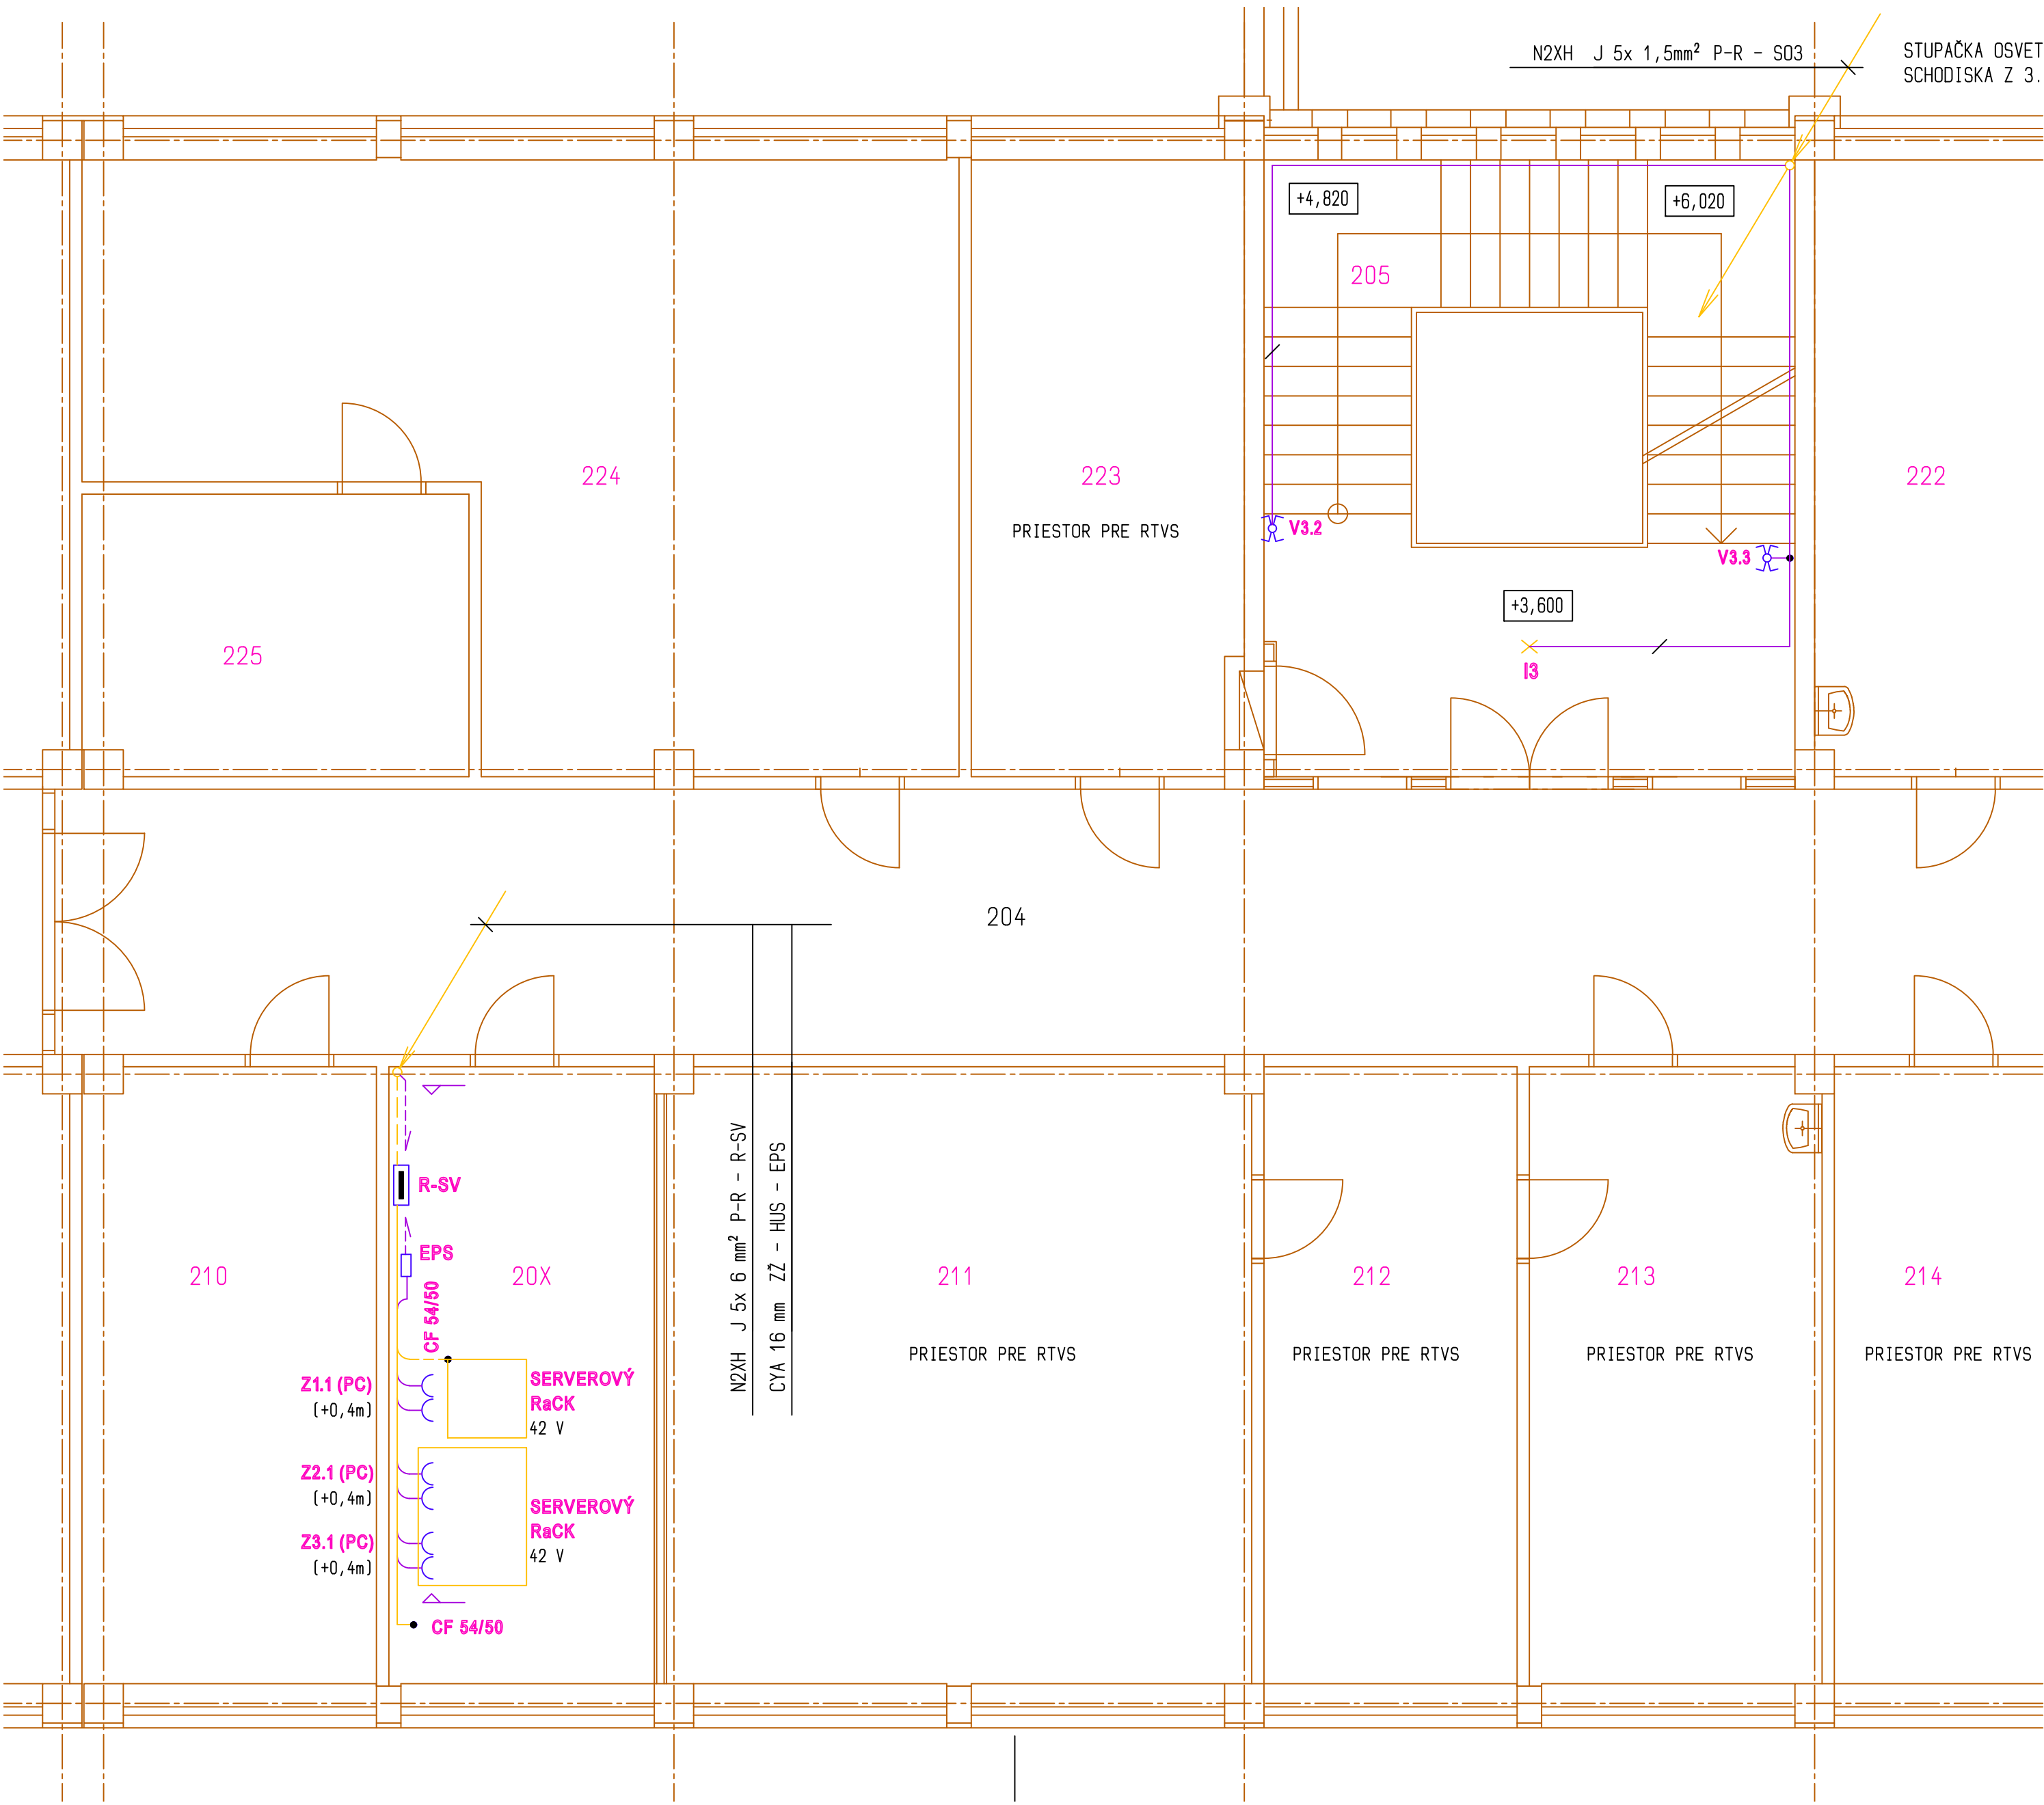 N2XH J 5x 1,5mm² P-R - SO3
STUPAČKA OSVET
SCHODISKA Z 3.
+4,820
+6,020
205
224
223
222
PRIESTOR PRE RTVS
V3.2
V3.3
+3,600
225
I3
204
N2XH J 5x 6 mm² P-R - R-SV
CYA 16 mm ZŽ - HUS - EPS
R-SV
EPS
CF 54/50
210
20X
211
212
213
214
PRIESTOR PRE RTVS
PRIESTOR PRE RTVS
PRIESTOR PRE RTVS
PRIESTOR PRE RTVS
Z1.1 (PC)
(+0,4m)
SERVEROVÝ
RaCK
42 V
Z2.1 (PC)
(+0,4m)
SERVEROVÝ
RaCK
42 V
Z3.1 (PC)
(+0,4m)
CF 54/50